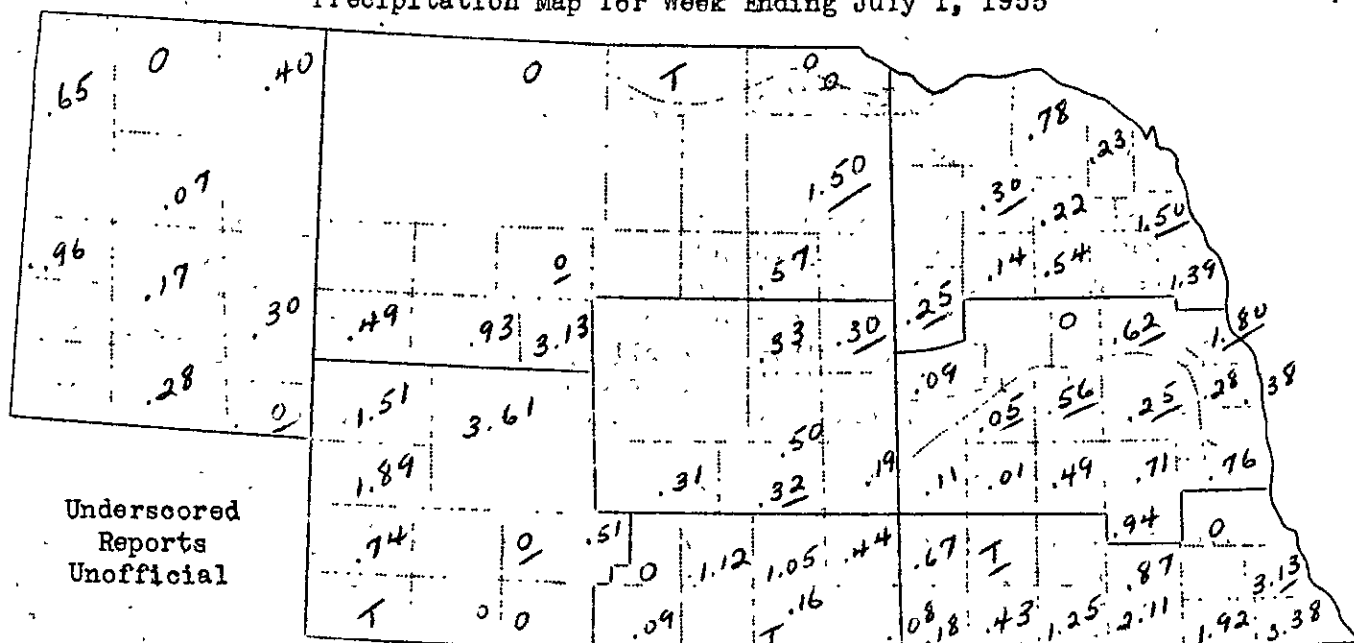 Precipitation Map for Week Ending July 1, 1955
.65 0 .40 0 T 0 0
.78 .23
.07 1.50 .30 .22 1.50
.96 .17 0 .57 .14 .54 1.39
.30 .49 .93 3.13 .33 .30 .25 0 .62 1.80
.28 0 1.51 3.61 .09 .05 .56 .25 .28 .38
.50
1.89 .31 .32 .19 .11 .01 .49 .71 .76
Underscored
Reports
Unofficial
.74 0 .51 0 1.12 1.05 .44 .67 T .94 0
.87 3.13
T 0 0 .09 T .16 .08 .18 .43 1.25 2.11 1.92 3.38